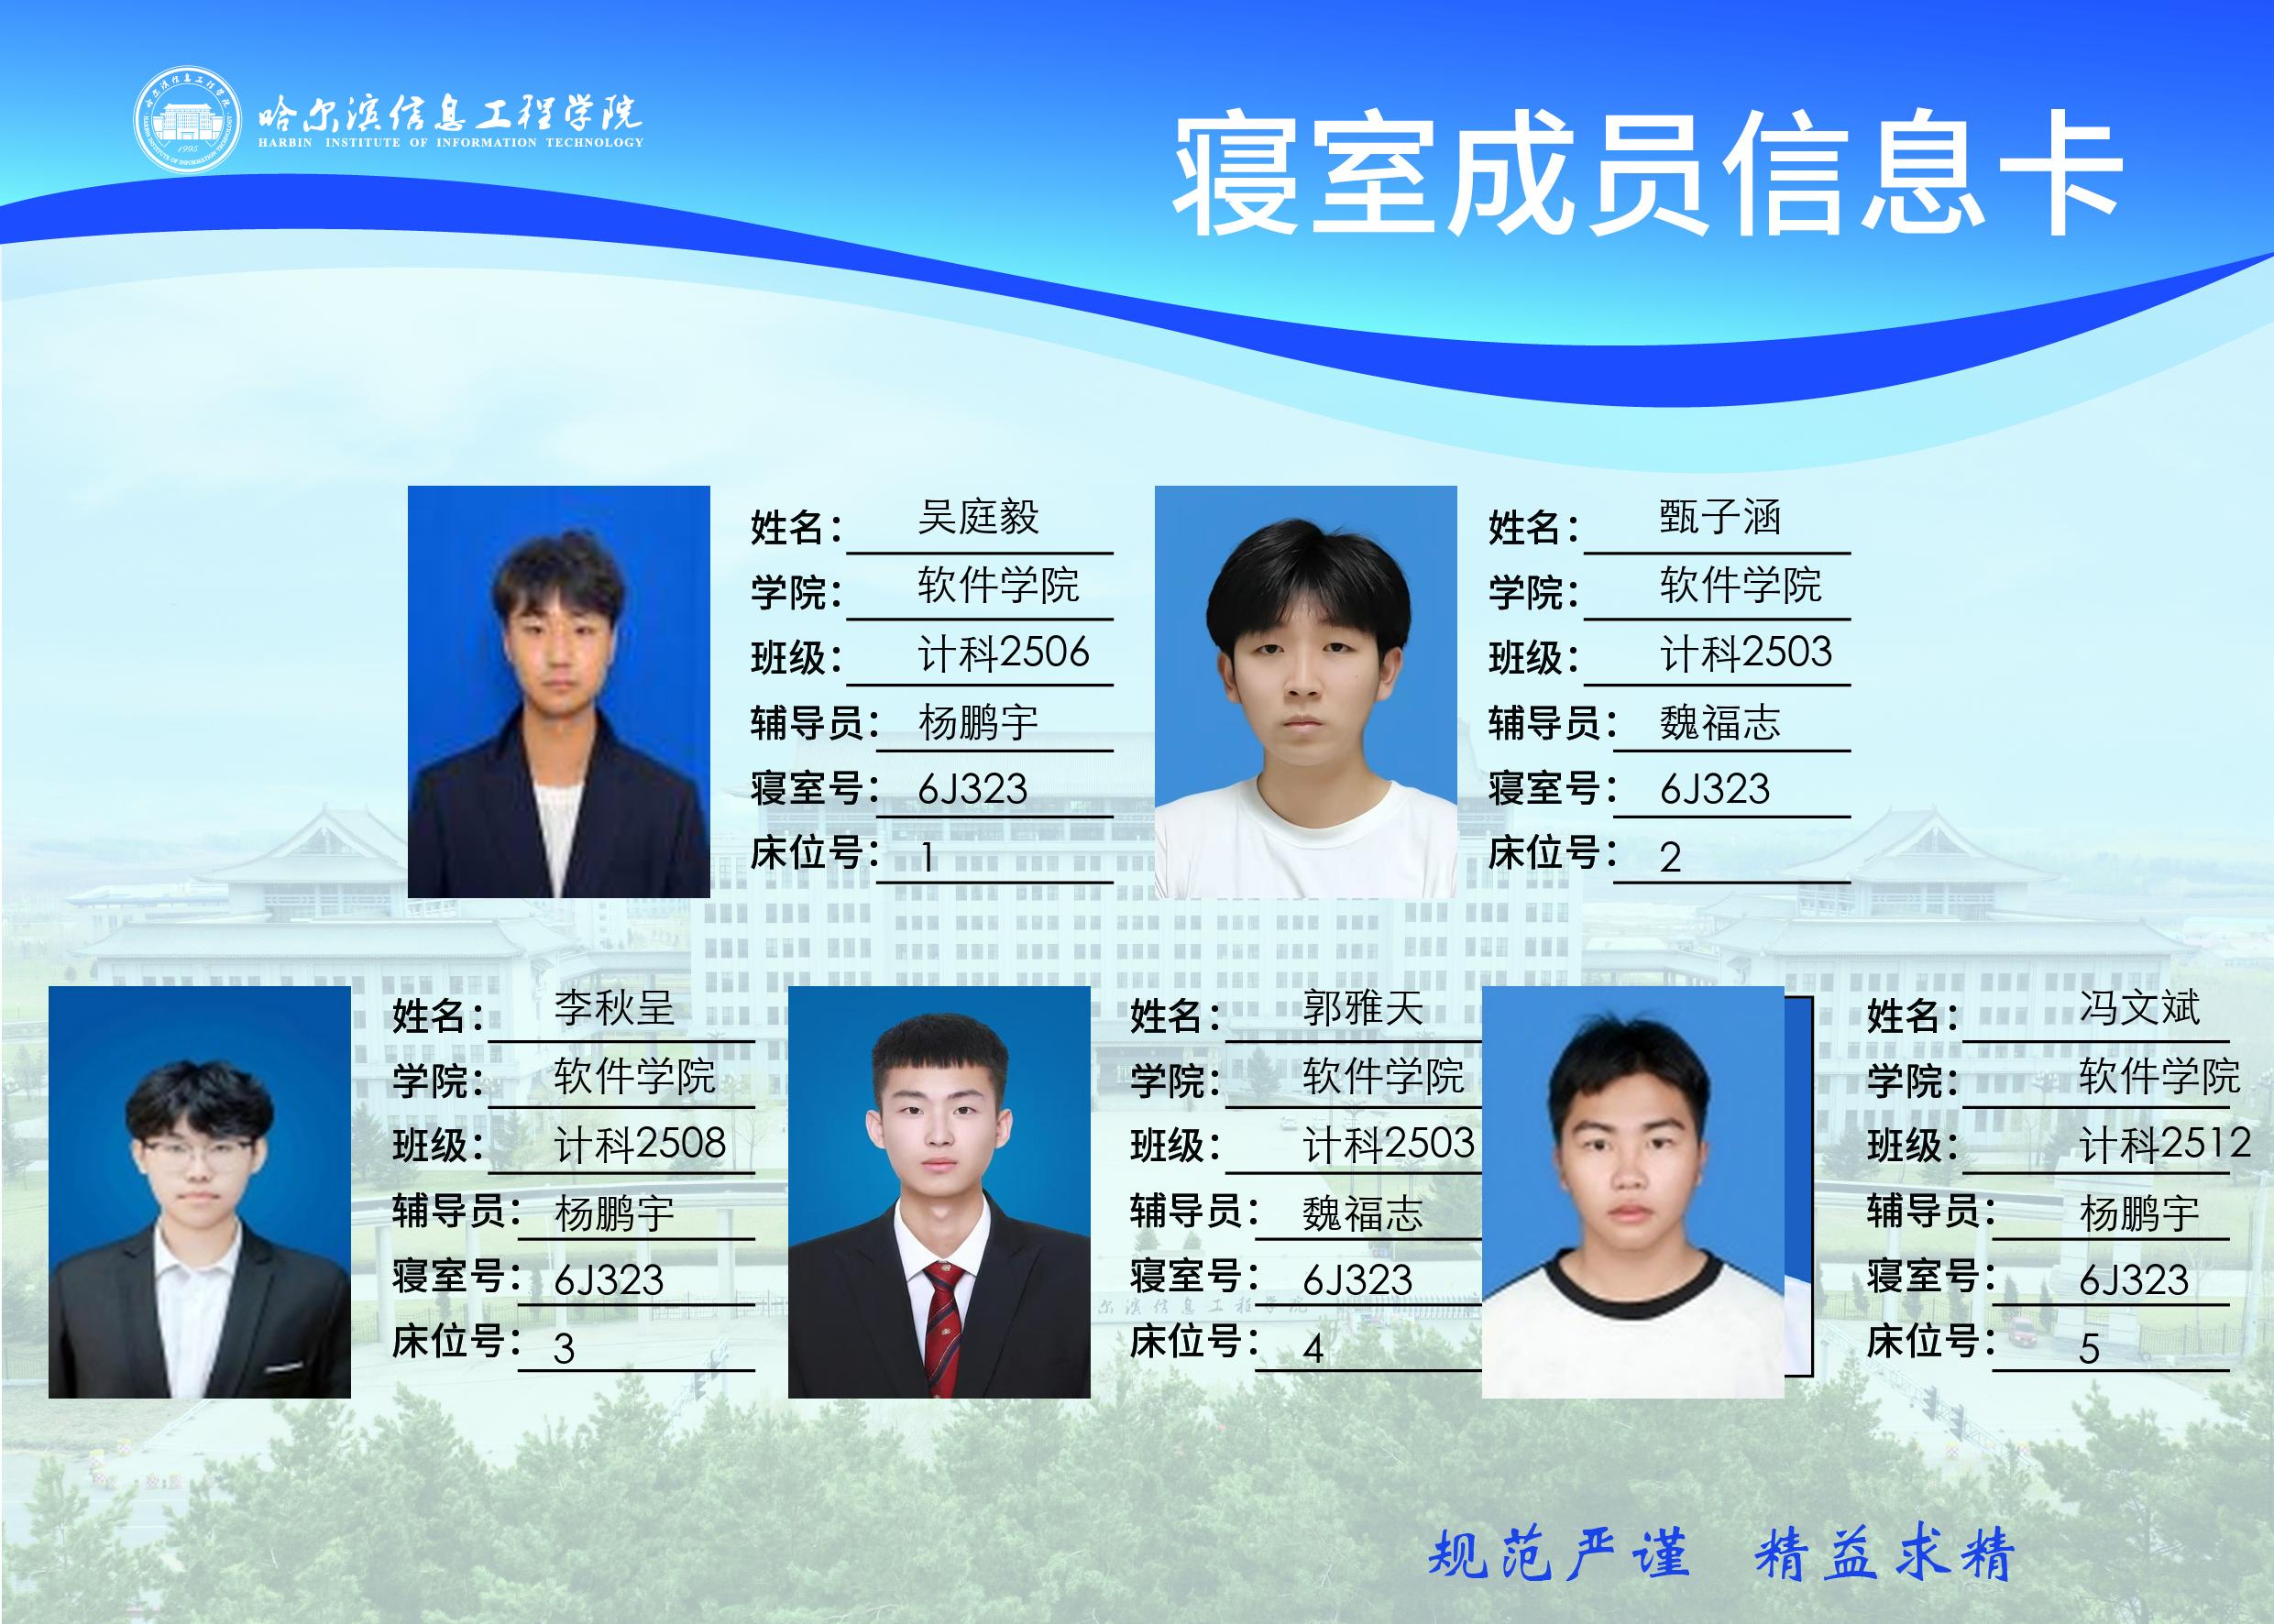 哈尔滨信息工程学院
HARBIN INSTITUTE OF INFORMATION TECHNOLOGY
1995
寝室成员信息卡
姓名： 吴庭毅
学院： 软件学院
班级： 计科2506
辅导员： 杨鹏宇
寝室号： 6J323
床位号： 1
姓名： 甄子涵
学院： 软件学院
班级： 计科2503
辅导员： 魏福志
寝室号： 6J323
床位号： 2
姓名： 李秋呈
学院： 软件学院
班级： 计科2508
辅导员： 杨鹏宇
寝室号： 6J323
床位号： 3
姓名： 郭雅天
学院： 软件学院
班级： 计科2503
辅导员： 魏福志
寝室号： 6J323
床位号： 4
姓名： 冯文斌
学院： 软件学院
班级： 计科2512
辅导员： 杨鹏宇
寝室号： 6J323
床位号： 5
尔滨信息工程学院
规范严谨 精益求精